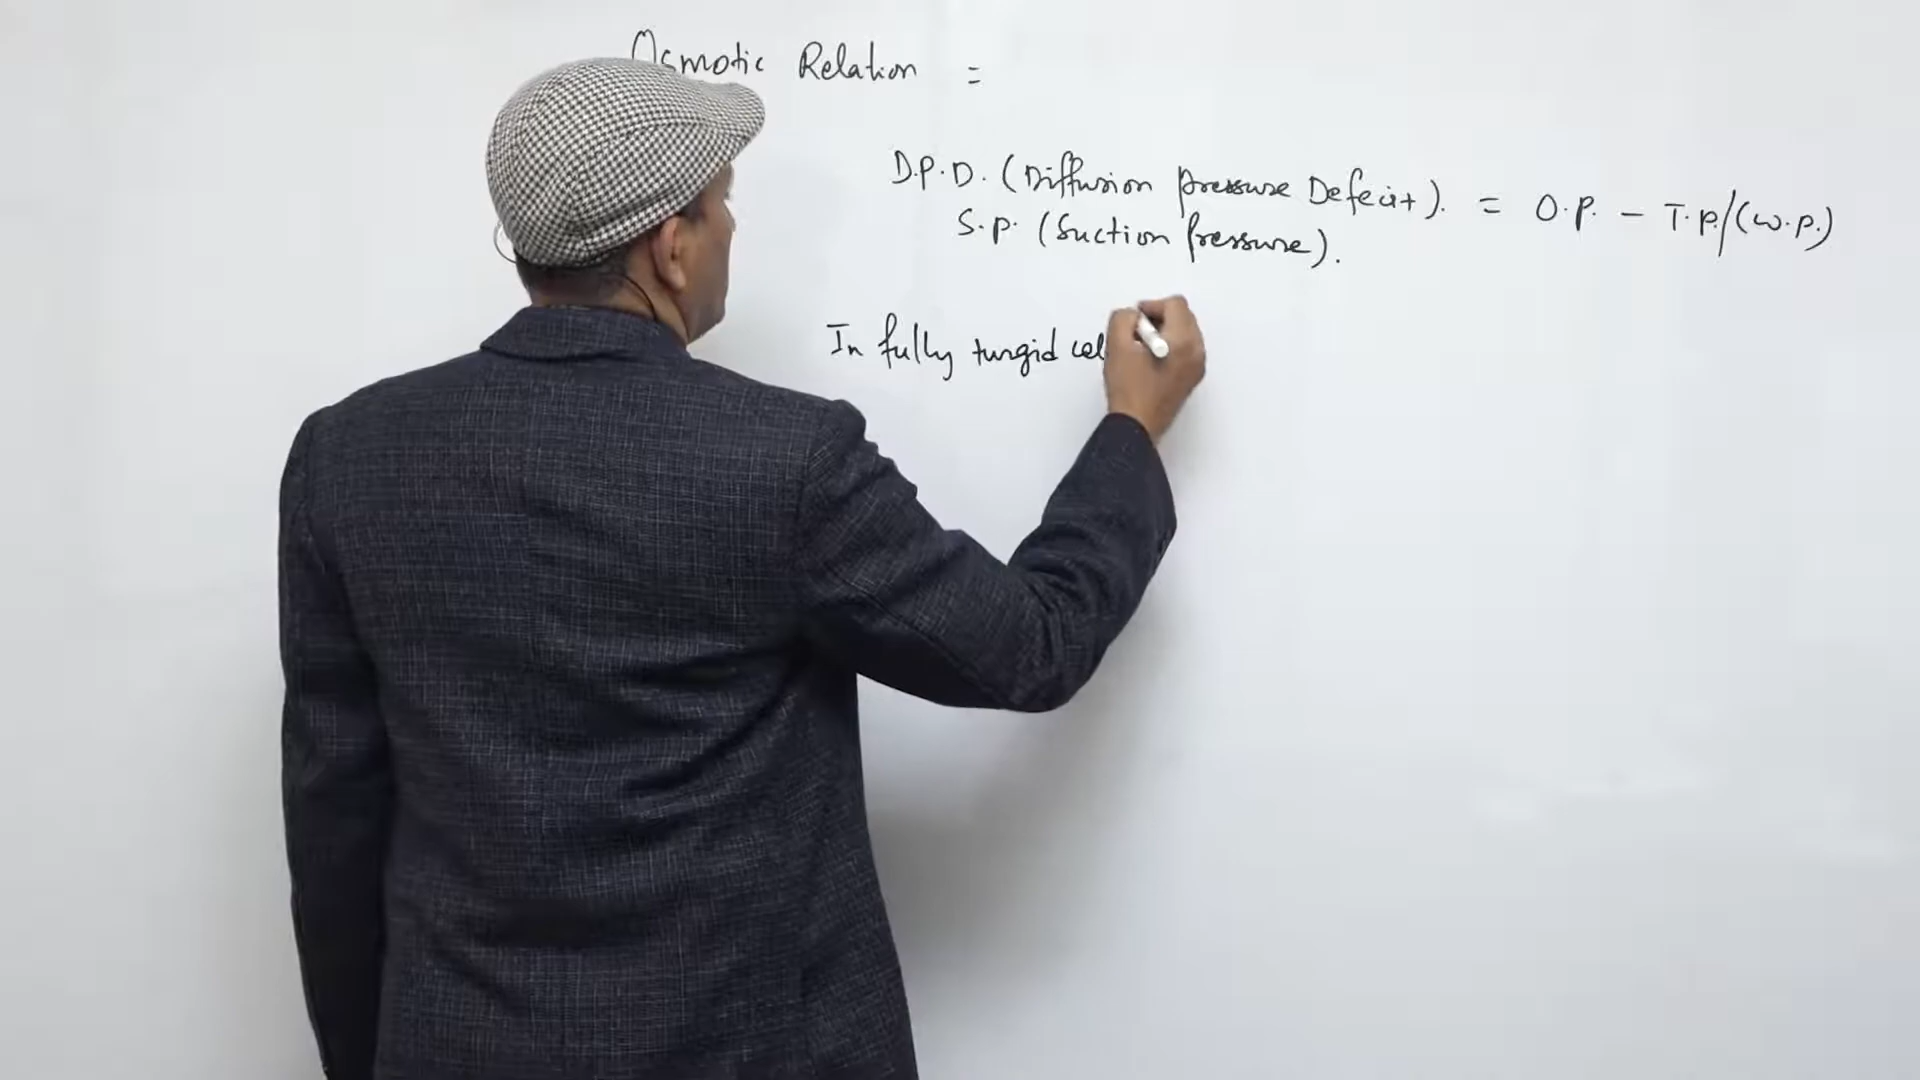 Osmotic Relation =
D.P.D. (Diffusion pressure Defecit). = O.P. - T.P./(W.P.)
S.P. (Suction Pressure).
In fully turgid cel